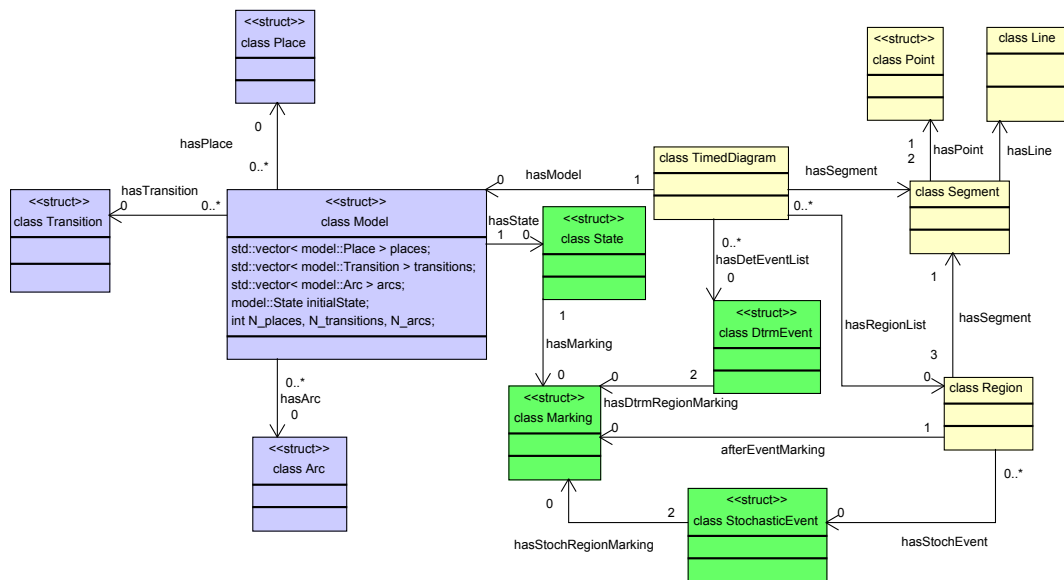 <<struct>>
class Place
0
hasPlace
0..*
<<struct>>
class Transition
hasTransition
0
0..*
<<struct>>
class Model
std::vector< model::Place > places;
std::vector< model::Transition > transitions;
std::vector< model::Arc > arcs;
model::State initialState;
int N_places, N_transitions, N_arcs;
0..*
hasArc
0
<<struct>>
class Arc
hasState
1
0
<<struct>>
class State
1
hasMarking
0
<<struct>>
class Marking
0
hasModel
1
class TimedDiagram
hasSegment
0..*
0..*
hasDetEventList
0
<<struct>>
class DtrmEvent
0
2
hasDtrmRegionMarking
0
1
afterEventMarking
0
2
hasStochRegionMarking
<<struct>>
class StochasticEvent
0
0..*
hasStochEvent
<<struct>>
class Point
class Line
1
2
hasPoint
hasLine
class Segment
1
hasSegment
3
hasRegionList
0
class Region